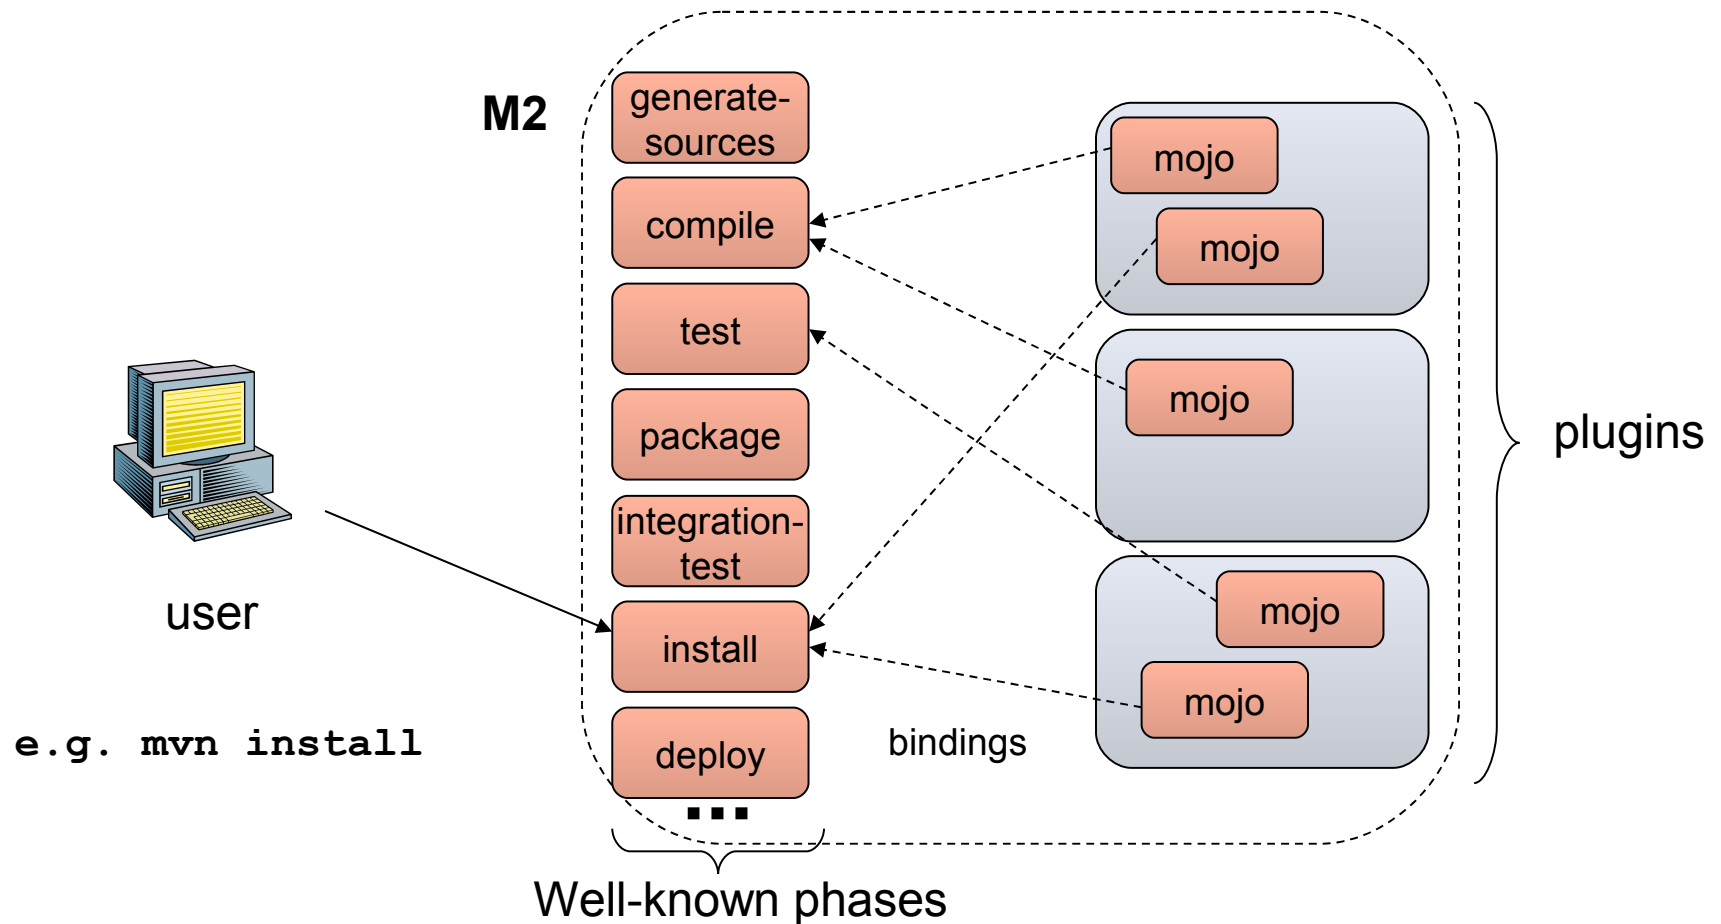 M2
generate-
sources
compile
test
package
integration-
test
install
deploy
...
Well-known phases
user
e.g. mvn install
bindings
mojo
mojo
mojo
mojo
mojo
plugins